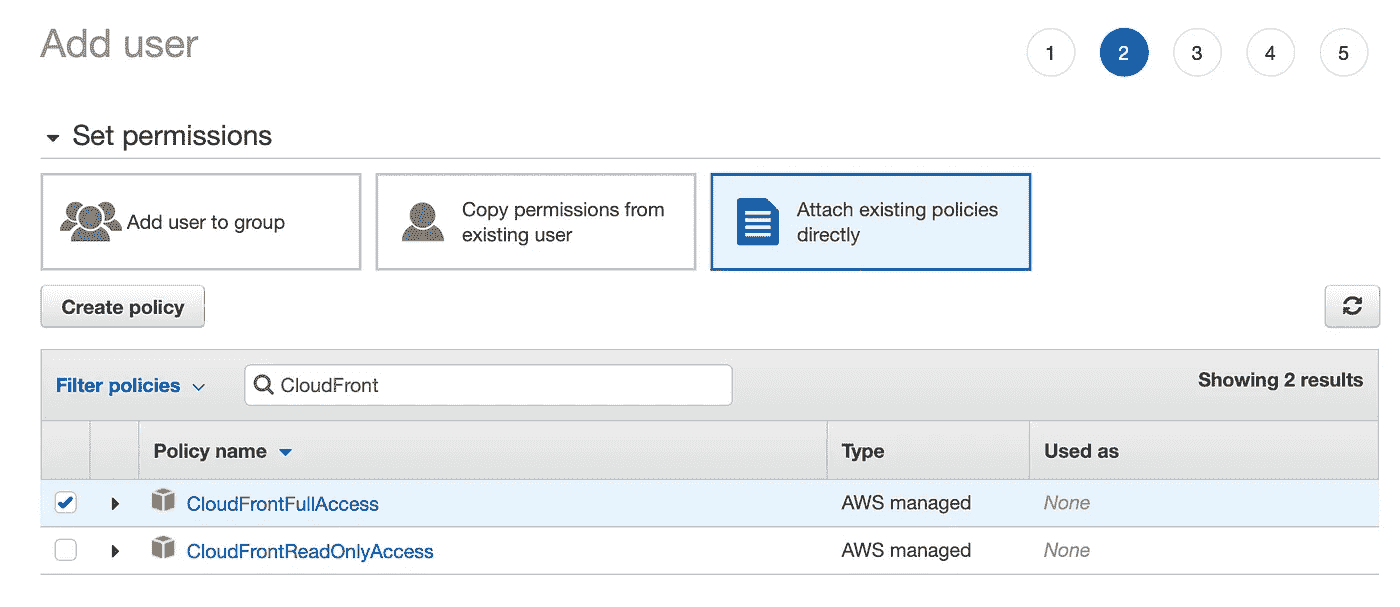 Add user
1 2 3 4 5
Set permissions
Add user to group
Copy permissions from
existing user
Attach existing policies
directly
Create policy
Filter policies
CloudFront
Showing 2 results
Policy name Type Used as
CloudFrontFullAccess AWS managed None
CloudFrontReadOnlyAccess AWS managed None